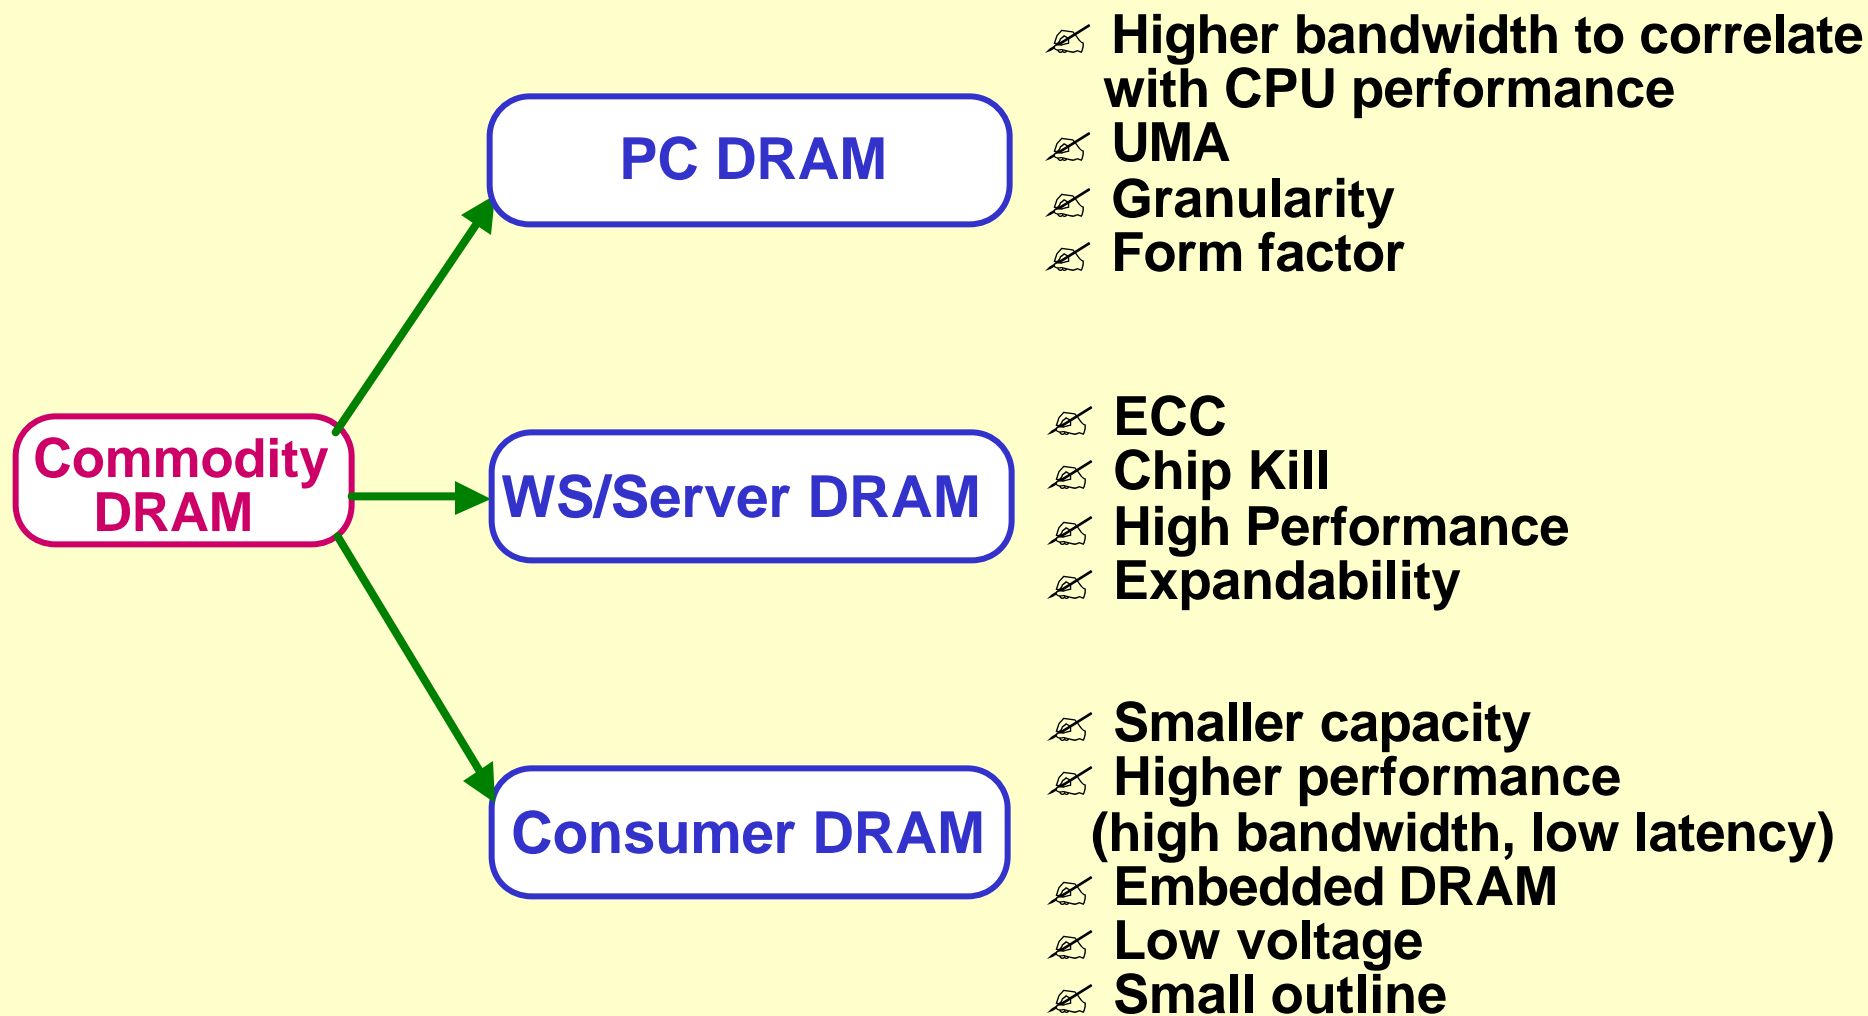 Commodity
DRAM
PC DRAM
Higher bandwidth to correlate
with CPU performance
UMA
Granularity
Form factor
WS/Server DRAM
ECC
Chip Kill
High Performance
Expandability
Consumer DRAM
Smaller capacity
Higher performance
(high bandwidth, low latency)
Embedded DRAM
Low voltage
Small outline